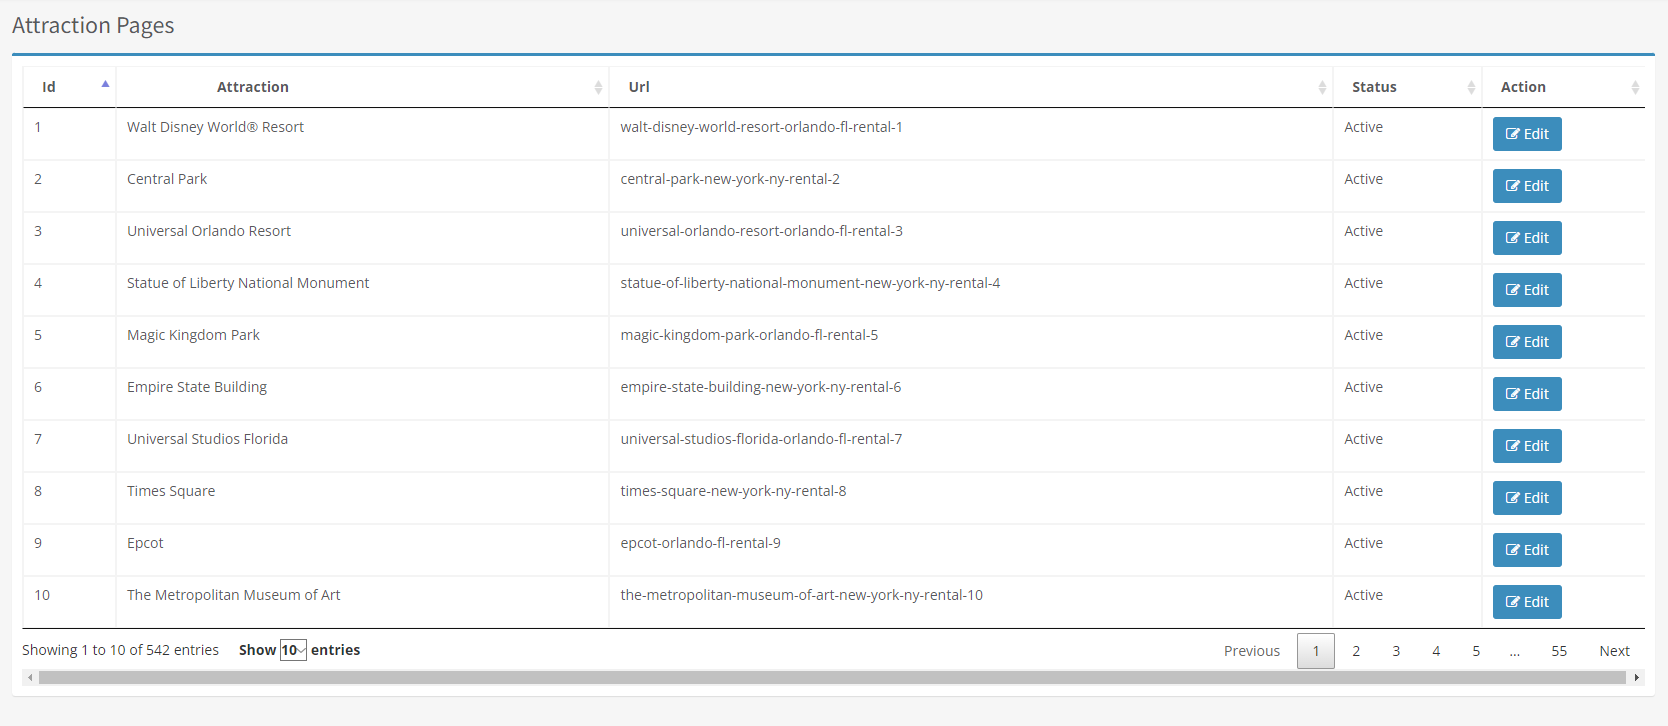 Attraction Pages
Id Attraction Url Status Action
1 Walt Disney World® Resort walt-disney-world-resort-orlando-fl-rental-1 Active Edit
2 Central Park central-park-new-york-ny-rental-2 Active Edit
3 Universal Orlando Resort universal-orlando-resort-orlando-fl-rental-3 Active Edit
4 Statue of Liberty National Monument statue-of-liberty-national-monument-new-york-ny-rental-4 Active Edit
5 Magic Kingdom Park magic-kingdom-park-orlando-fl-rental-5 Active Edit
6 Empire State Building empire-state-building-new-york-ny-rental-6 Active Edit
7 Universal Studios Florida universal-studios-florida-orlando-fl-rental-7 Active Edit
8 Times Square times-square-new-york-ny-rental-8 Active Edit
9 Epcot epcot-orlando-fl-rental-9 Active Edit
10 The Metropolitan Museum of Art the-metropolitan-museum-of-art-new-york-ny-rental-10 Active Edit
Showing 1 to 10 of 542 entries Show 10 entries Previous 1 2 3 4 5 ... 55 Next